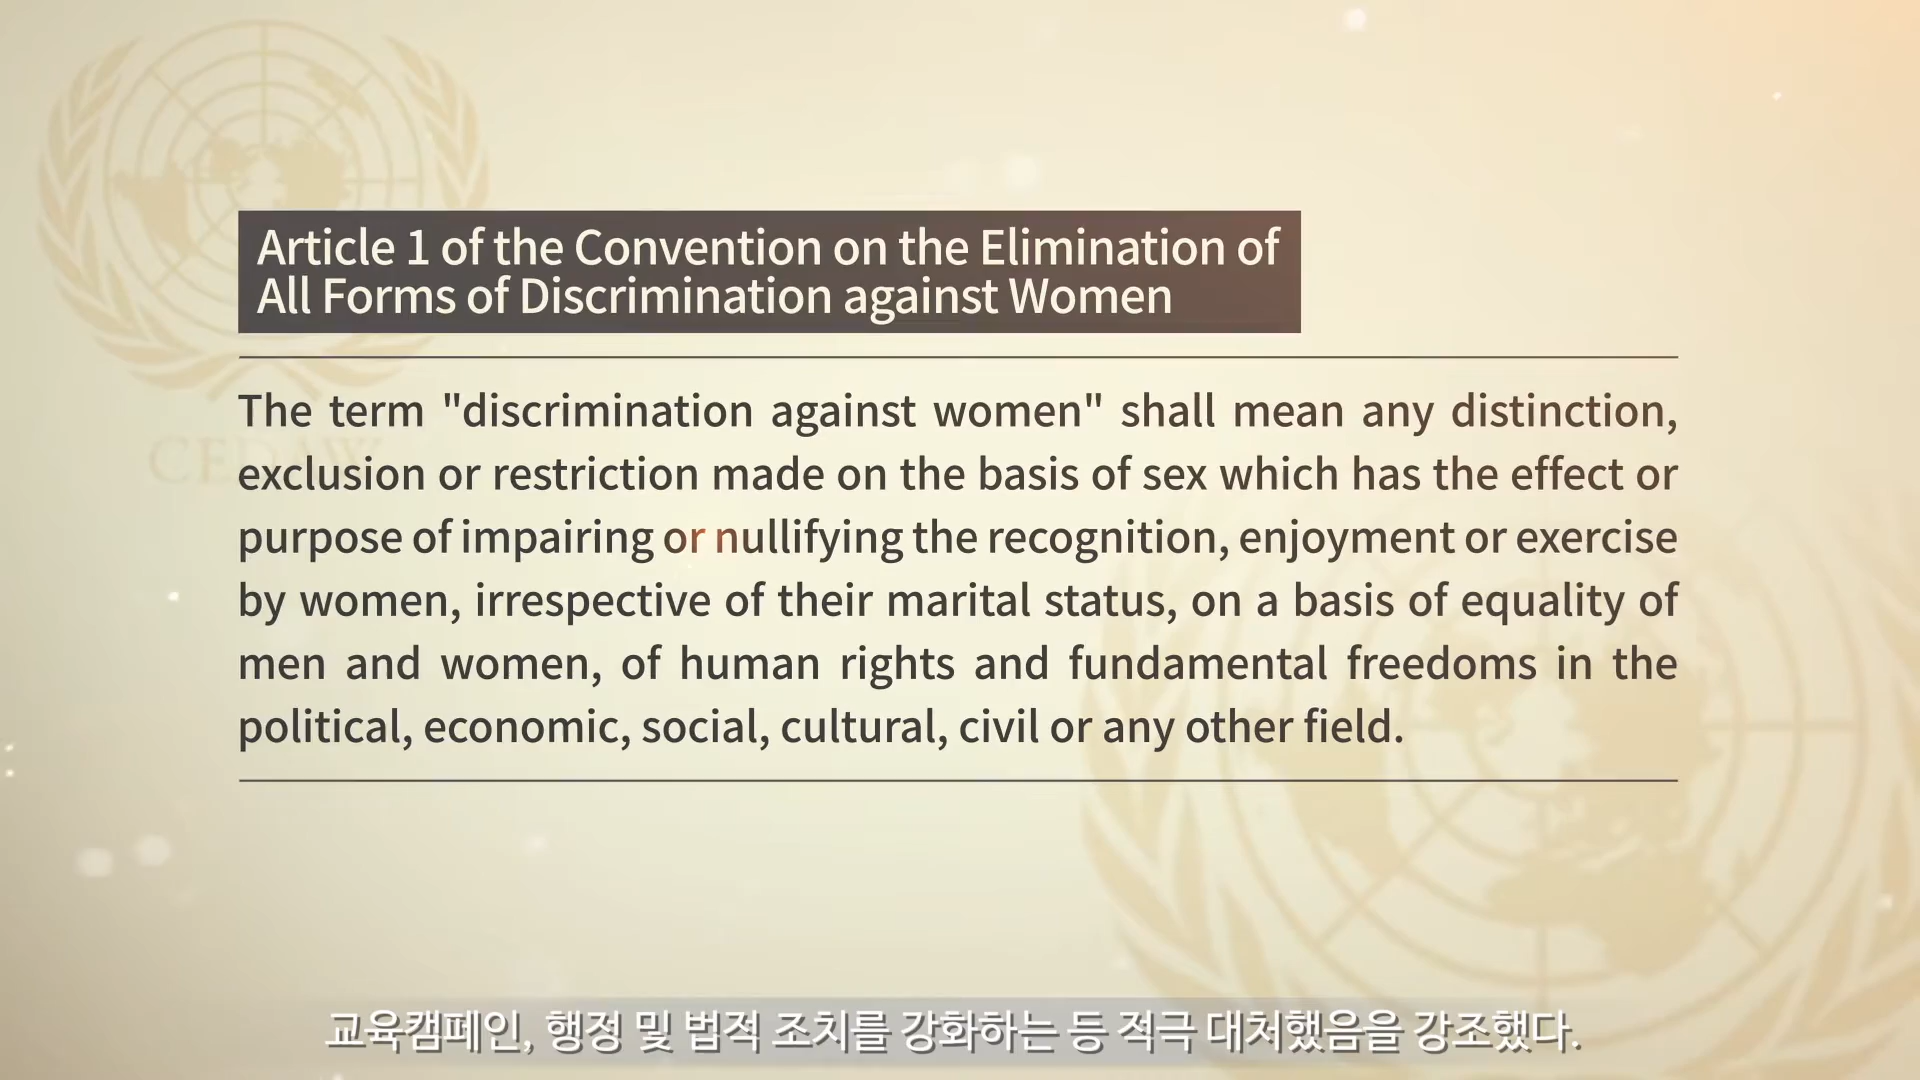 Article 1 of the Convention on the Elimination of
All Forms of Discrimination against Women
The term "discrimination against women" shall mean any distinction,
exclusion or restriction made on the basis of sex which has the effect or
purpose of impairing or nullifying the recognition, enjoyment or exercise
by women, irrespective of their marital status, on a basis of equality of
men and women, of human rights and fundamental freedoms in the
political, economic, social, cultural, civil or any other field.
CEDAW
교육캠페인, 행정 및 법적 조치를 강화하는 등 적극 대처했음을 강조했다.